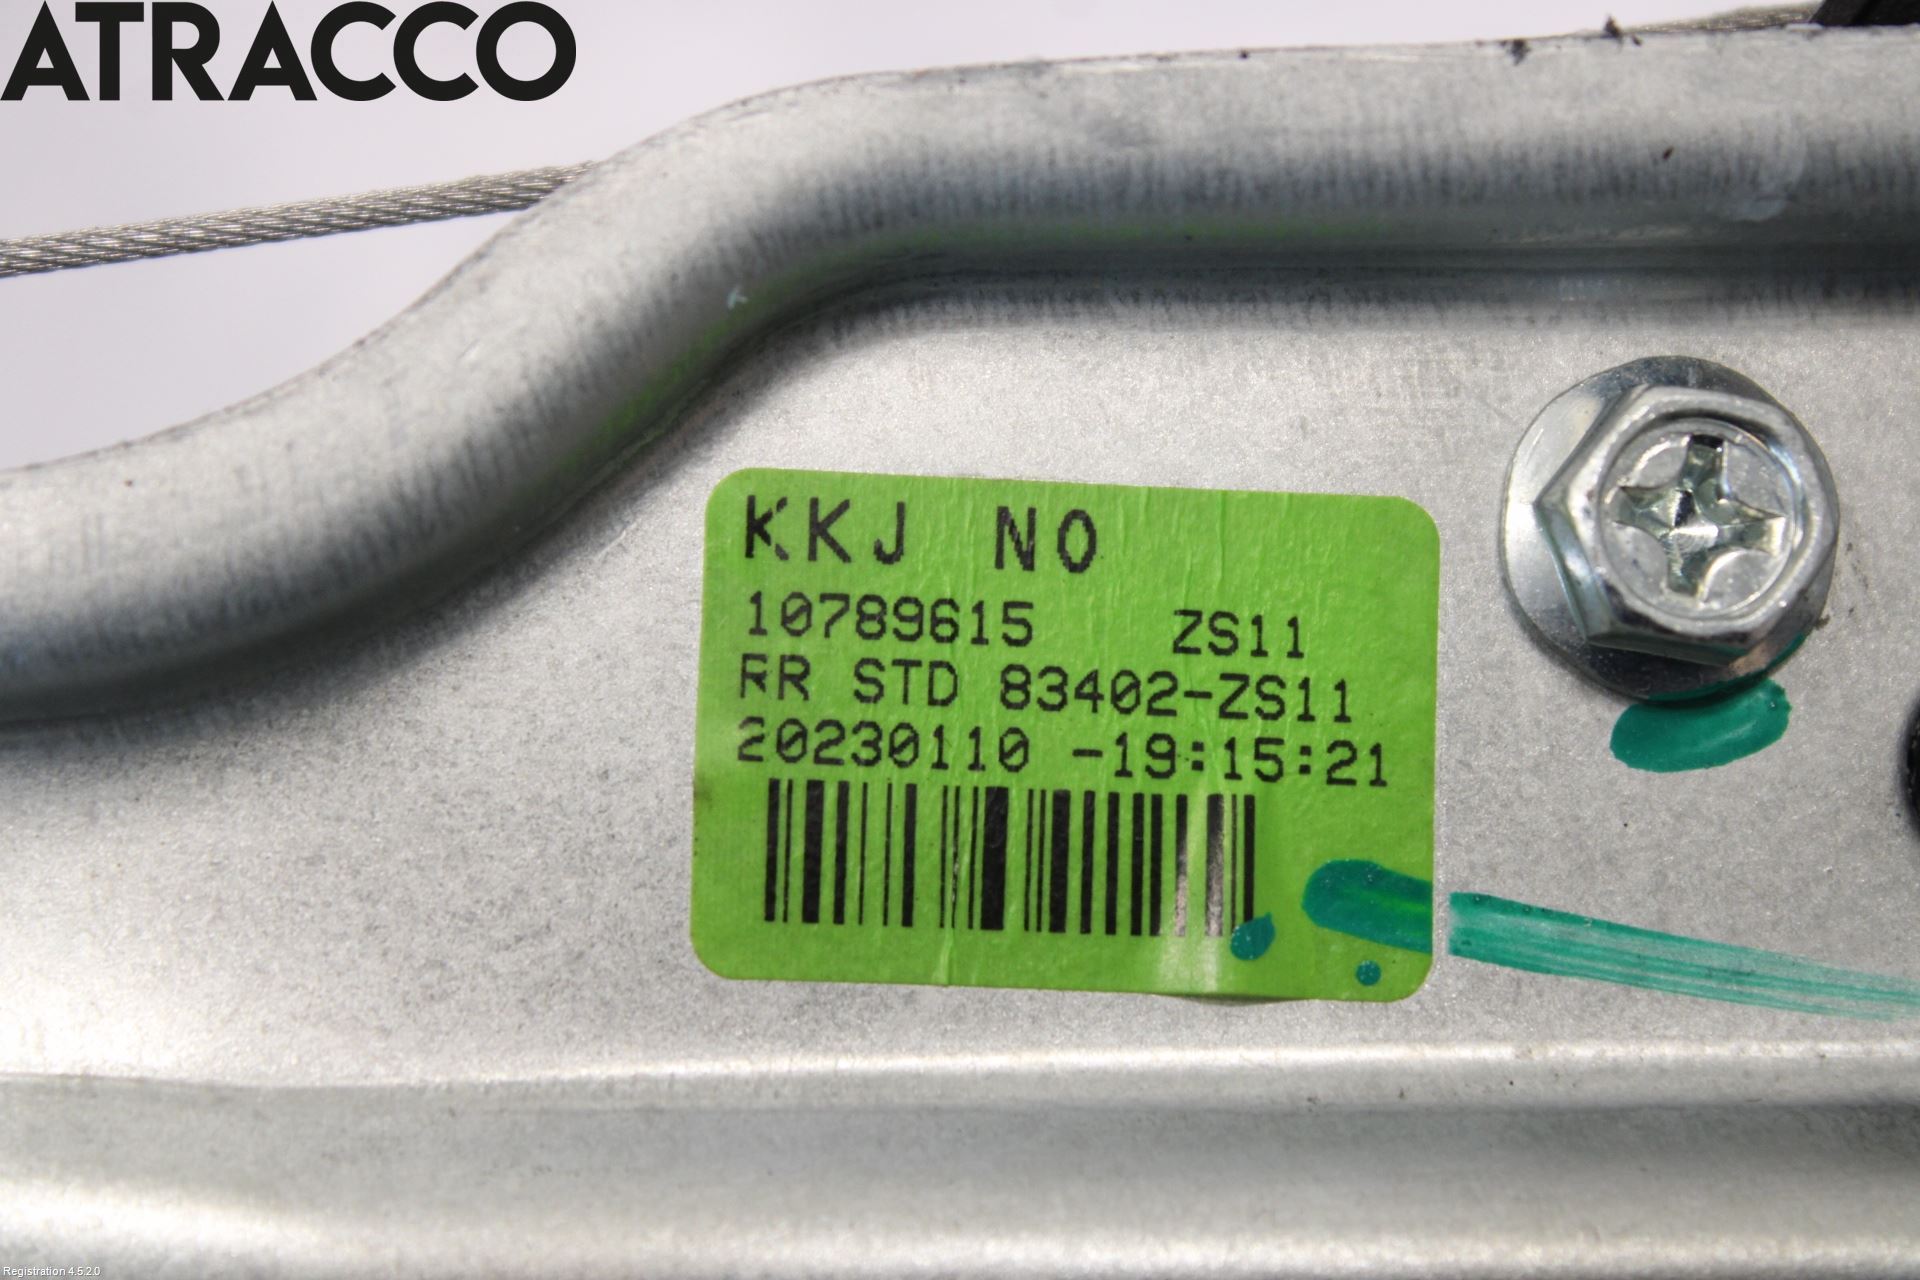 ATRACCO
KKJ NO
10789615 ZS11
RR STD 83402-ZS11
20230110 -19:15:21
Registration 4.5.2.0